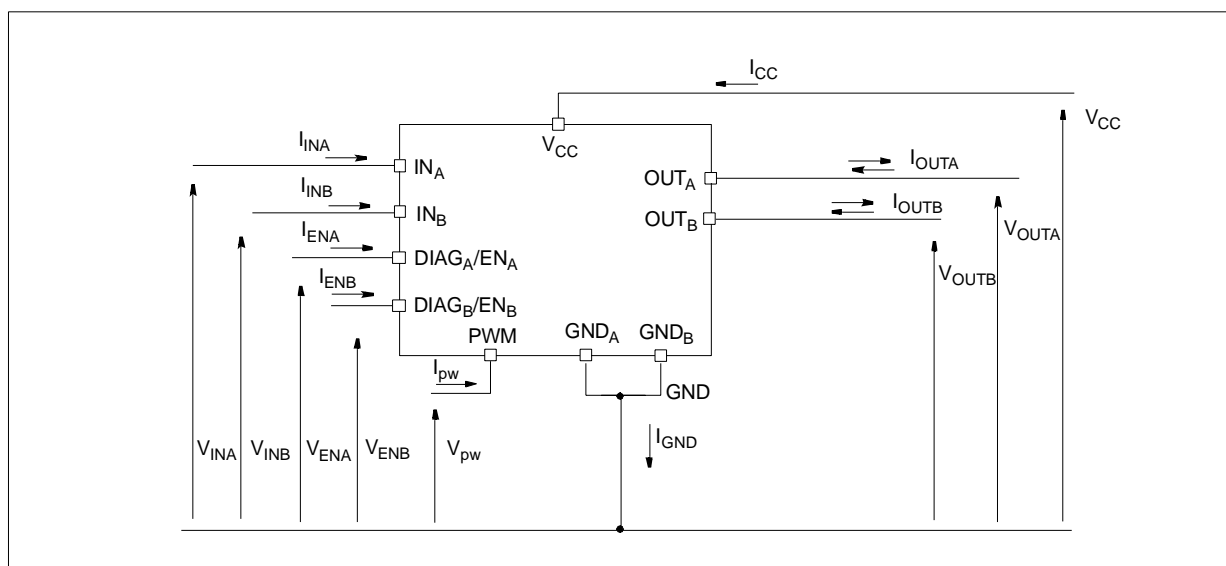 I_CC
V_CC
V_CC
I_INA
IN_A
I_OUTA
OUT_A
I_INB
IN_B
I_OUTB
OUT_B
I_ENA
DIAG_A/EN_A
V_OUTA
I_ENB
DIAG_B/EN_B
V_OUTB
PWM
GND_A
GND_B
I_pw
GND
I_GND
V_INA
V_INB
V_ENA
V_ENB
V_pw